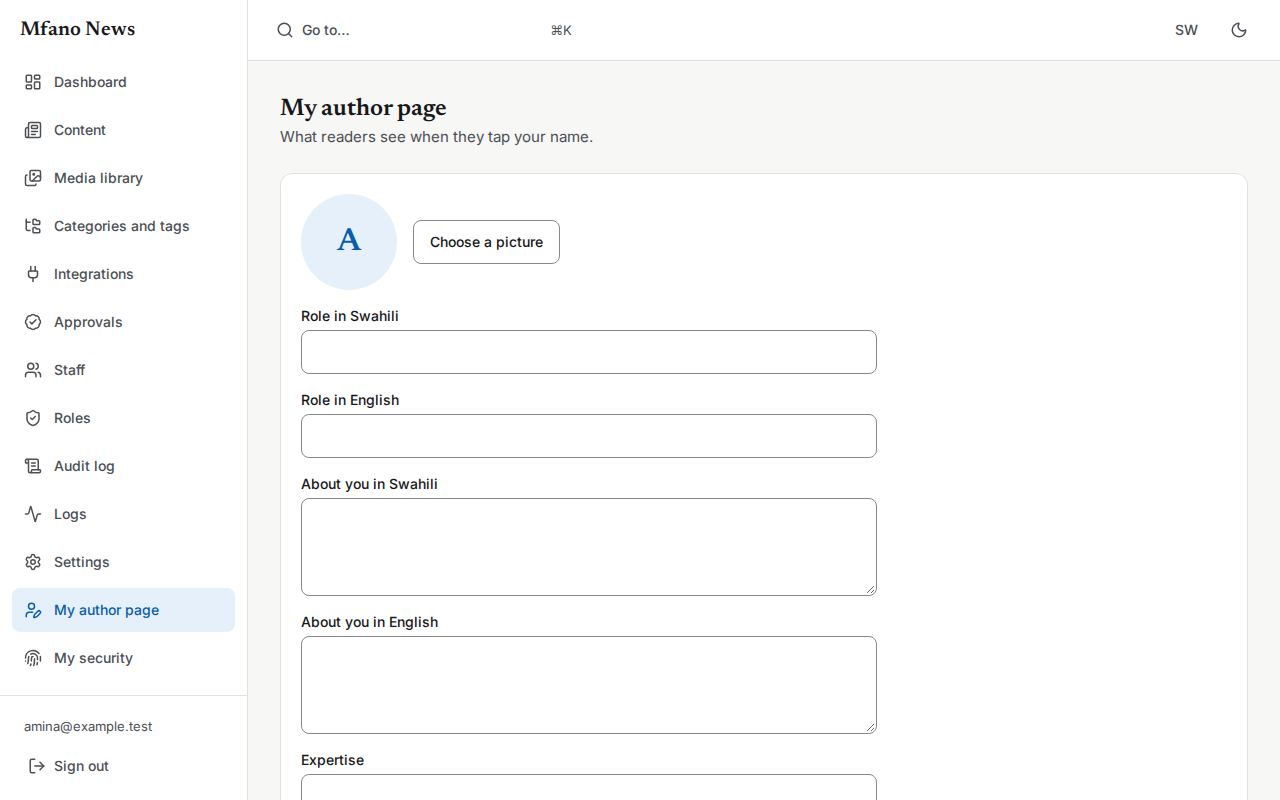 Mfano News
Go to...
⌘K
SW
Dashboard
Content
Media library
Categories and tags
Integrations
Approvals
Staff
Roles
Audit log
Logs
Settings
My author page
My security
amina@example.test
Sign out
My author page
What readers see when they tap your name.
A
Choose a picture
Role in Swahili
Role in English
About you in Swahili
About you in English
Expertise